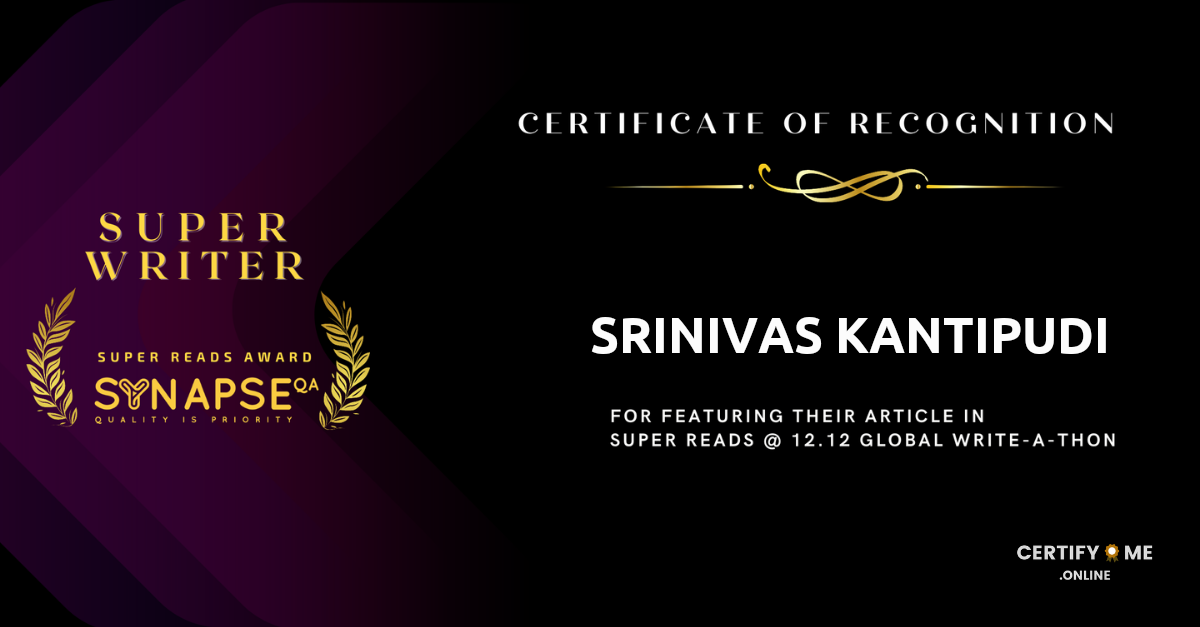 CERTIFICATE OF RECOGNITION
SUPER
WRITER
SUPER READS AWARD
SYNAPSE QA
QUALITY IS PRIORITY
SRINIVAS KANTIPUDI
FOR FEATURING THEIR ARTICLE IN
SUPER READS @ 12.12 GLOBAL WRITE-A-THON
CERTIFY ME
.ONLINE